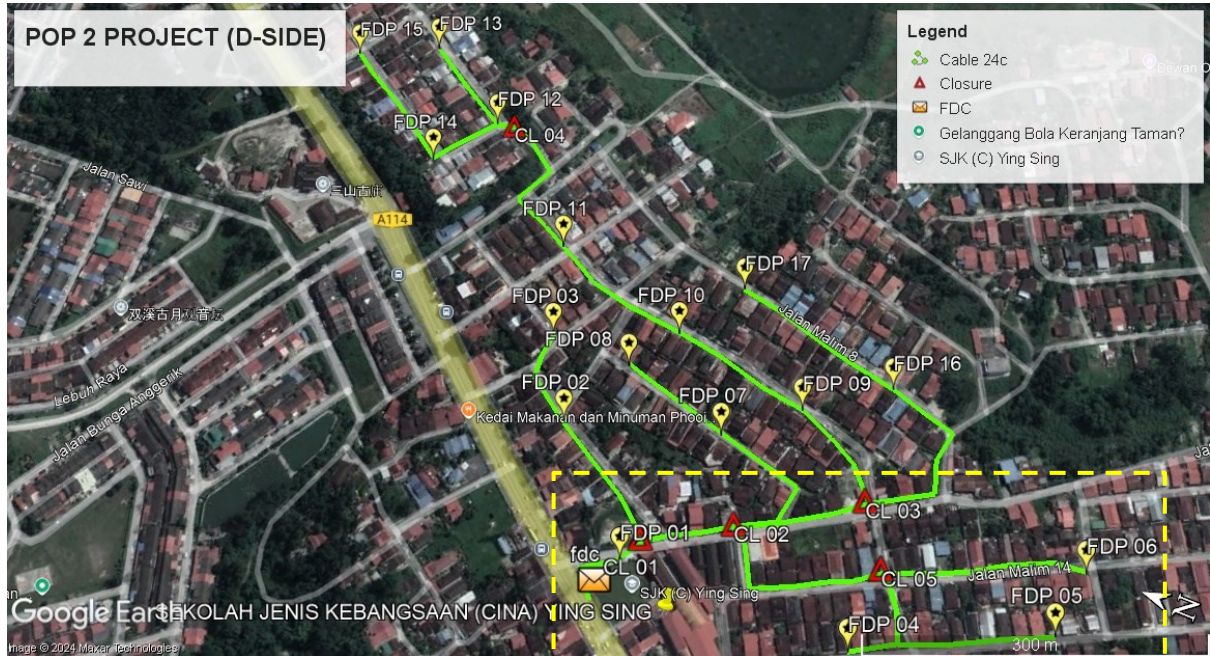 POP 2 PROJECT (D-SIDE)
Legend
Cable 24c
Closure
FDC
Gelanggang Bola Keranjang Taman?
SJK (C) Ying Sing
FDP 15
FDP 13
FDP 12
FDP 14
CL 04
Jalan Sawi
三山古庙
A114
FDP 11
FDP 17
FDP 03
FDP 10
双溪古月观音坛
FDP 08
Jalan Malim 8
FDP 16
Lebuh Raya
FDP 02
FDP 07
FDP 09
Kedai Makanan dan Minuman Phooi
Jalan Bunga Anggerik
CL 03
FDP 01
CL 02
fdc
CL 01
FDP 06
CL 05
Jalan Malim 14
SJK (C) Ying Sing
FDP 05
Google Earth
SEKOLAH JENIS KEBANGSAAN (CINA) YING SING
FDP 04
N
300 m
Image © 2024 Maxar Technologies